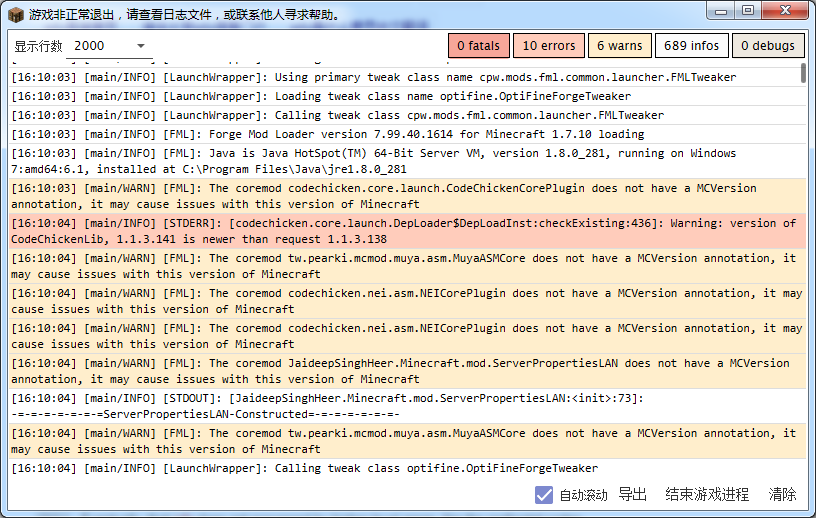 游戏非正常退出，请查看日志文件，或联系他人寻求帮助。
显示行数 2000 0 fatals 10 errors 6 warns 689 infos 0 debugs
[16:10:03] [main/INFO] [LaunchWrapper]: Using primary tweak class name cpw.mods.fml.common.launcher.FMLTweaker
[16:10:03] [main/INFO] [LaunchWrapper]: Loading tweak class name optifine.OptiFineForgeTweaker
[16:10:03] [main/INFO] [LaunchWrapper]: Calling tweak class cpw.mods.fml.common.launcher.FMLTweaker
[16:10:03] [main/INFO] [FML]: Forge Mod Loader version 7.99.40.1614 for Minecraft 1.7.10 loading
[16:10:03] [main/INFO] [FML]: Java is Java HotSpot(TM) 64-Bit Server VM, version 1.8.0_281, running on Windows
7:amd64:6.1, installed at C:\Program Files\Java\jre1.8.0_281
[16:10:03] [main/WARN] [FML]: The coremod codechicken.core.launch.CodeChickenCorePlugin does not have a MCVersion
annotation, it may cause issues with this version of Minecraft
[16:10:04] [main/INFO] [STDERR]: [codechicken.core.launch.DepLoader$DepLoadInst:checkExisting:436]: Warning: version of
CodeChickenLib, 1.1.3.141 is newer than request 1.1.3.138
[16:10:04] [main/WARN] [FML]: The coremod tw.pearki.mcmod.muya.asm.MuyaASMCore does not have a MCVersion annotation, it
may cause issues with this version of Minecraft
[16:10:04] [main/WARN] [FML]: The coremod codechicken.nei.asm.NEICorePlugin does not have a MCVersion annotation, it may
cause issues with this version of Minecraft
[16:10:04] [main/WARN] [FML]: The coremod codechicken.nei.asm.NEICorePlugin does not have a MCVersion annotation, it may
cause issues with this version of Minecraft
[16:10:04] [main/WARN] [FML]: The coremod JaideepSinghHeer.Minecraft.mod.ServerPropertiesLAN does not have a MCVersion
annotation, it may cause issues with this version of Minecraft
[16:10:04] [main/INFO] [STDOUT]: [JaideepSinghHeer.Minecraft.mod.ServerPropertiesLAN:<init>:73]:
-=-=-=-=-=-=-=ServerPropertiesLAN-Constructed=-=-=-=-=-=-=-
[16:10:04] [main/WARN] [FML]: The coremod tw.pearki.mcmod.muya.asm.MuyaASMCore does not have a MCVersion annotation, it
may cause issues with this version of Minecraft
[16:10:04] [main/INFO] [LaunchWrapper]: Calling tweak class optifine.OptiFineForgeTweaker
自动滚动 导出 结束游戏进程 清除